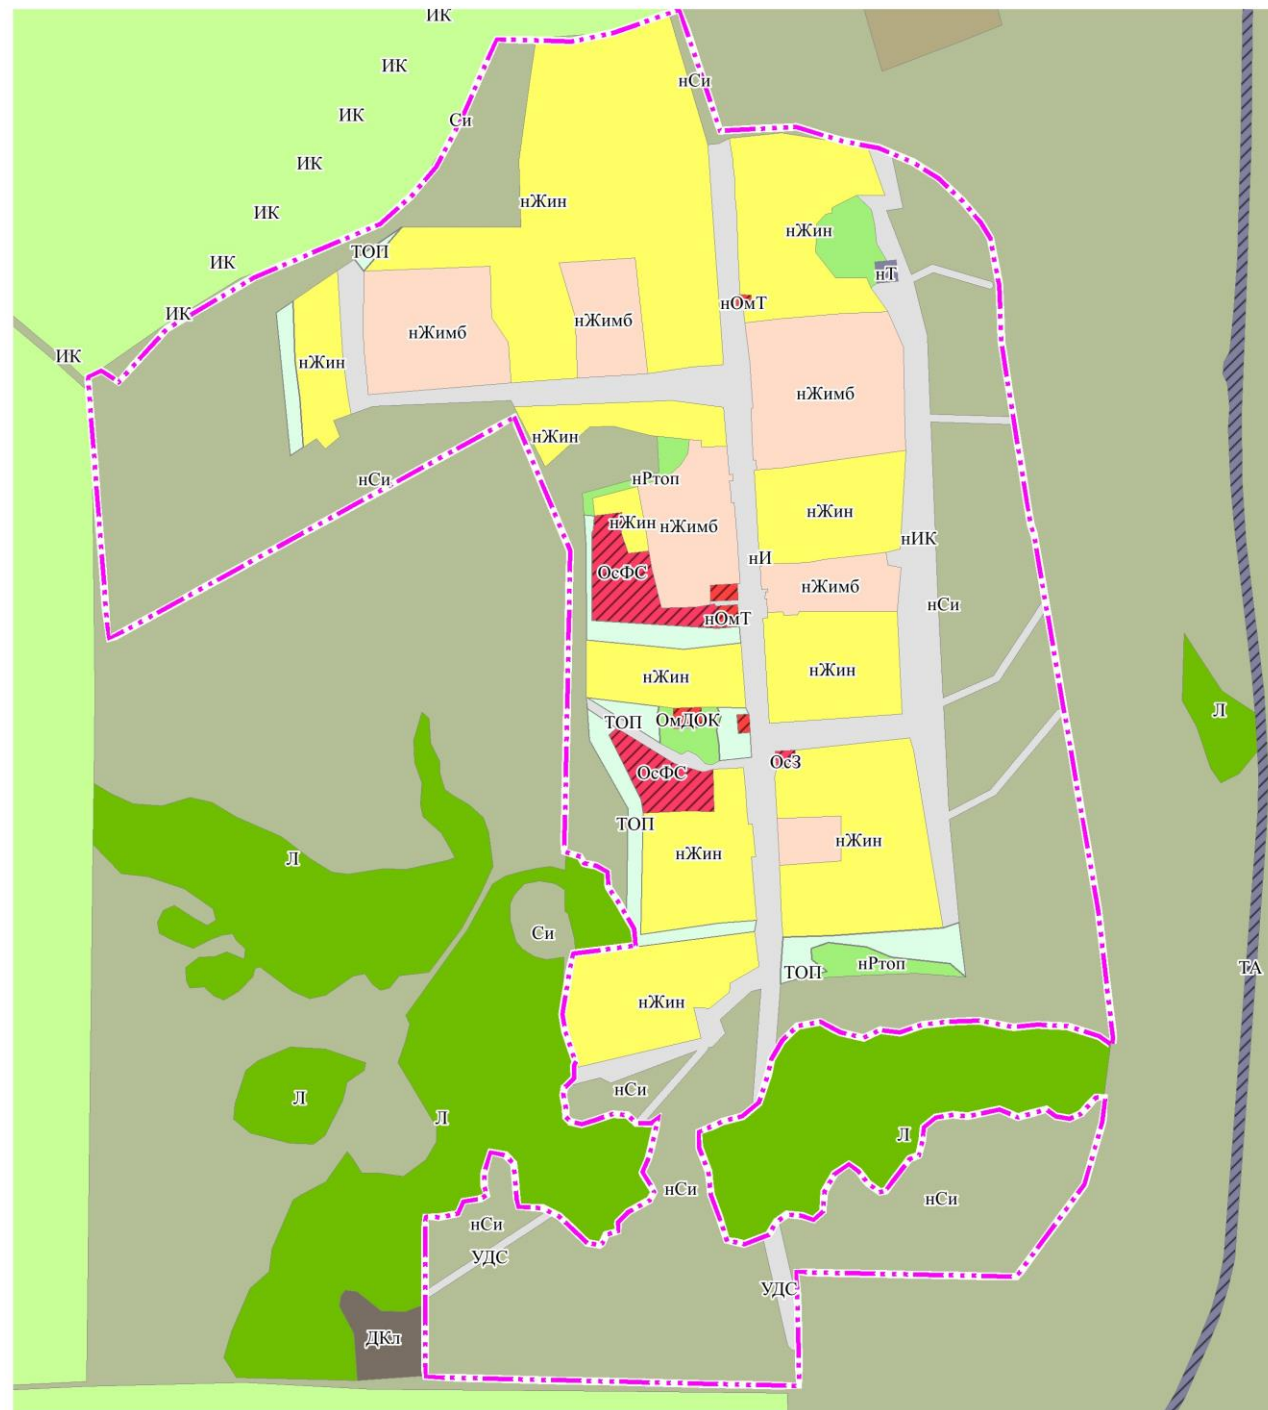 ИК
ИК
нСи
ИК
Си
ИК
нЖин
ИК
нЖин
ТОП
ИК
нТ
нОмТ
ИК
нЖимб
нЖимб
ИК
нЖин
нЖимб
нЖин
нСи
нРтоп
нЖин
нЖин
нЖимб
нИК
нИ
ОсФС
нЖимб
нСи
нОмТ
нЖин
нЖин
Л
ТОП
ОмДОК
ОсЗ
ОсФС
ТОП
нЖин
нЖин
Л
Си
нРтоп
ТОП
ТА
нЖин
нСи
Л
Л
Л
нСи
нСи
нСи
УДС
УДС
ДКл